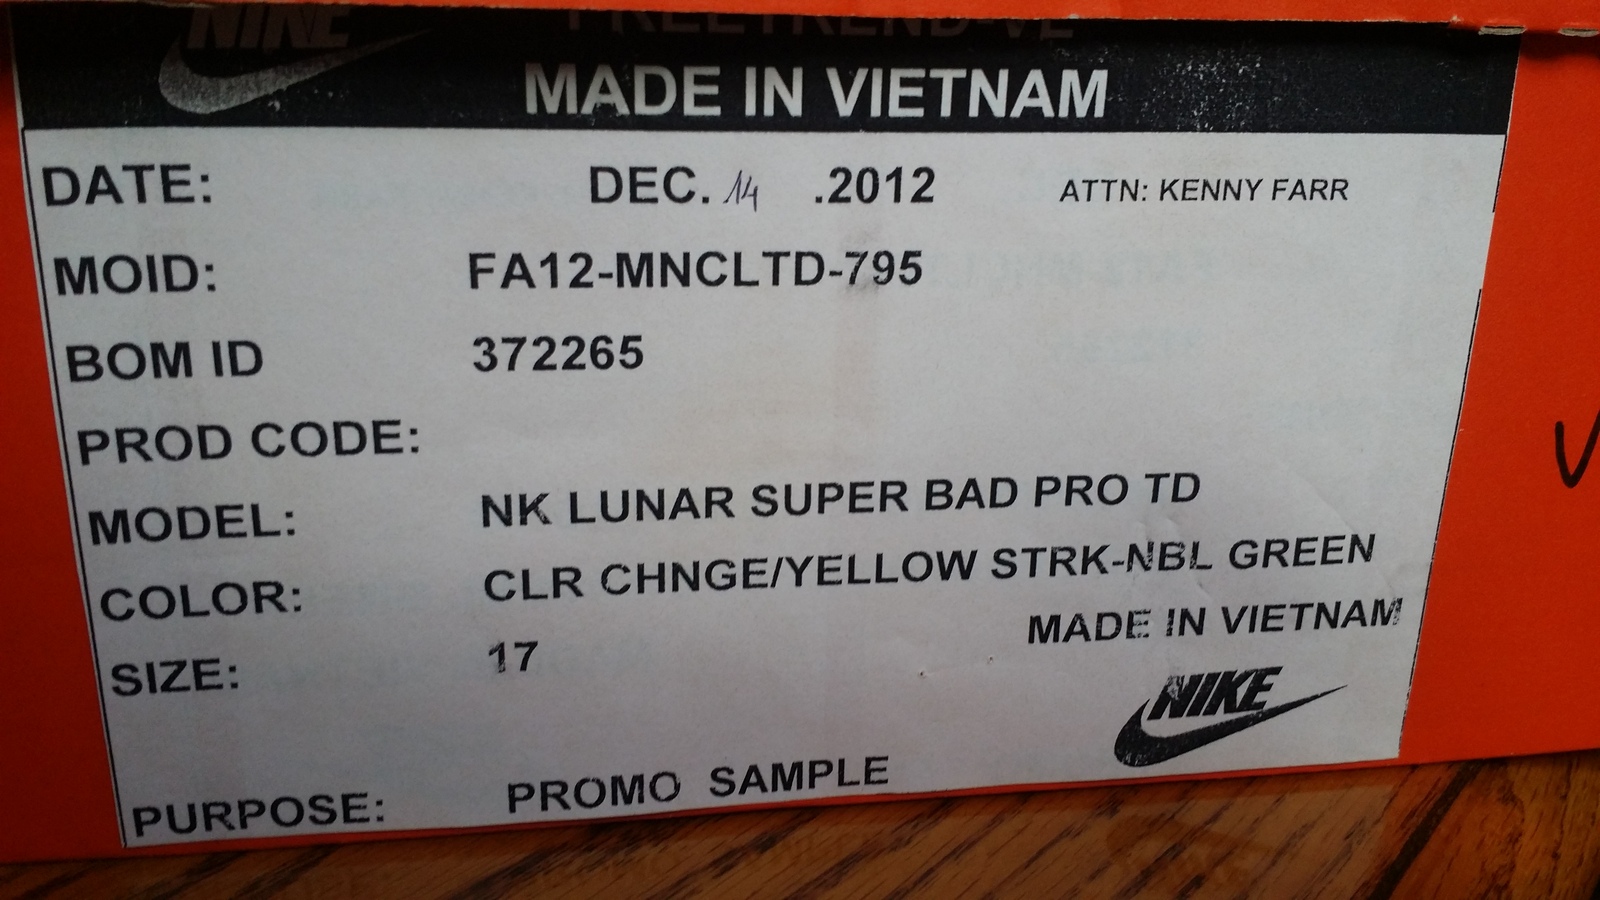 NIKE
FREETREND-VL
MADE IN VIETNAM
DATE: DEC. 14 .2012 ATTN: KENNY FARR
MOID: FA12-MNCLTD-795
BOM ID 372265
PROD CODE:
MODEL: NK LUNAR SUPER BAD PRO TD
COLOR: CLR CHNGE/YELLOW STRK-NBL GREEN
MADE IN VIETNAM
SIZE: 17
NIKE
PURPOSE: PROMO SAMPLE